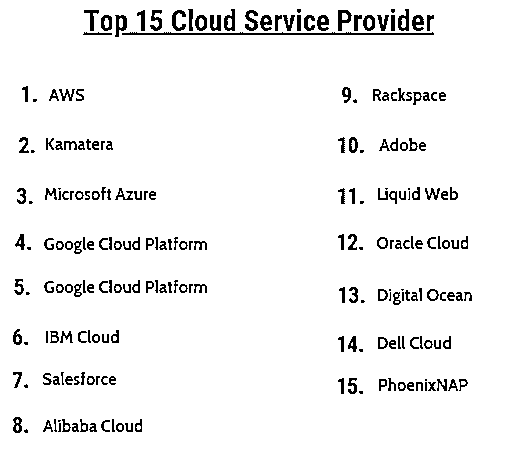 Top 15 Cloud Service Provider
1. AWS
2. Kamatera
3. Microsoft Azure
4. Google Cloud Platform
5. Google Cloud Platform
6. IBM Cloud
7. Salesforce
8. Alibaba Cloud
9. Rackspace
10. Adobe
11. Liquid Web
12. Oracle Cloud
13. Digital Ocean
14. Dell Cloud
15. PhoenixNAP